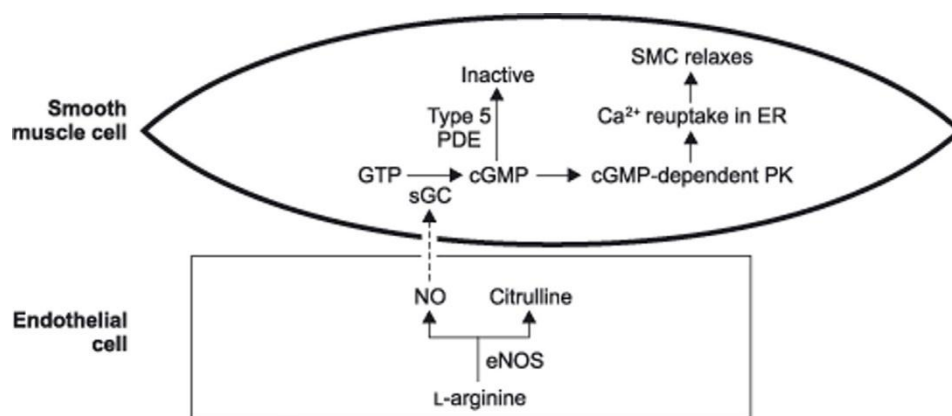 SMC relaxes
Inactive
Smooth
muscle cell
Type 5
PDE
Ca²⁺ reuptake in ER
GTP
cGMP
cGMP-dependent PK
sGC
NO
Citrulline
Endothelial
cell
eNOS
L-arginine